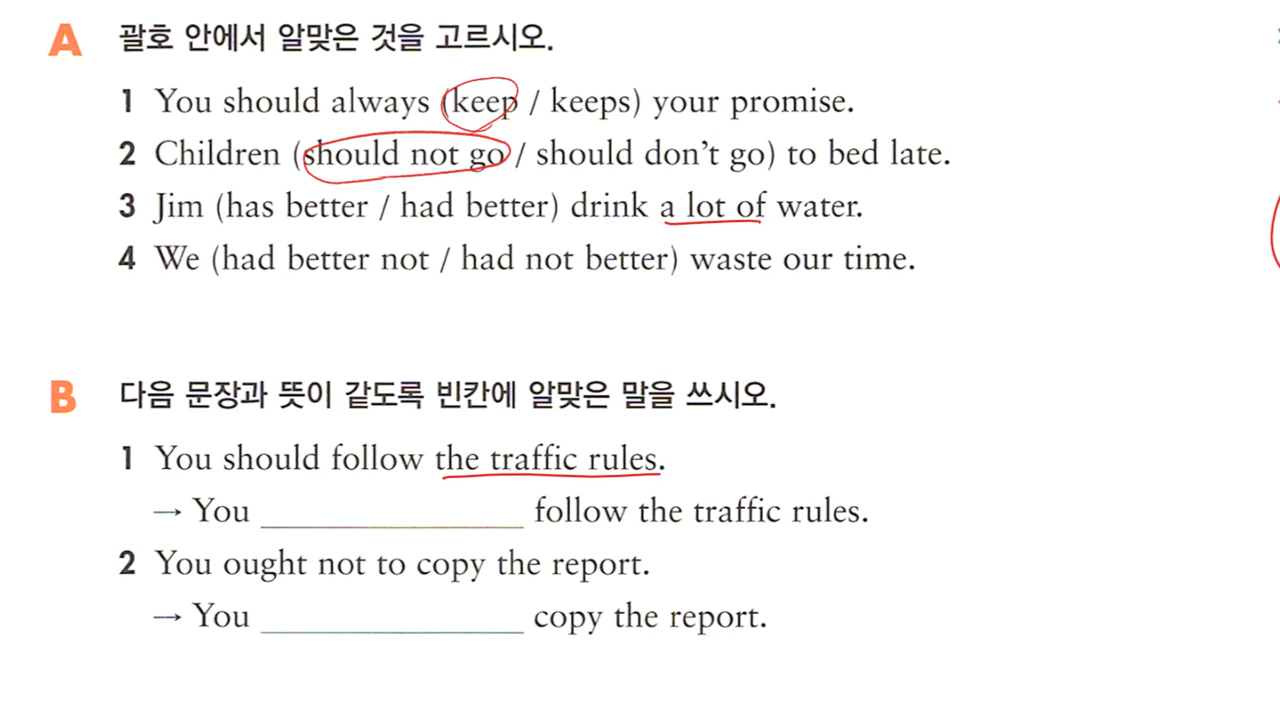 A 괄호 안에서 알맞은 것을 고르시오.
1 You should always (keep / keeps) your promise.
2 Children (should not go / should don't go) to bed late.
3 Jim (has better / had better) drink a lot of water.
4 We (had better not / had not better) waste our time.
B 다음 문장과 뜻이 같도록 빈칸에 알맞은 말을 쓰시오.
1 You should follow the traffic rules.
→ You ______________ follow the traffic rules.
2 You ought not to copy the report.
→ You ______________ copy the report.